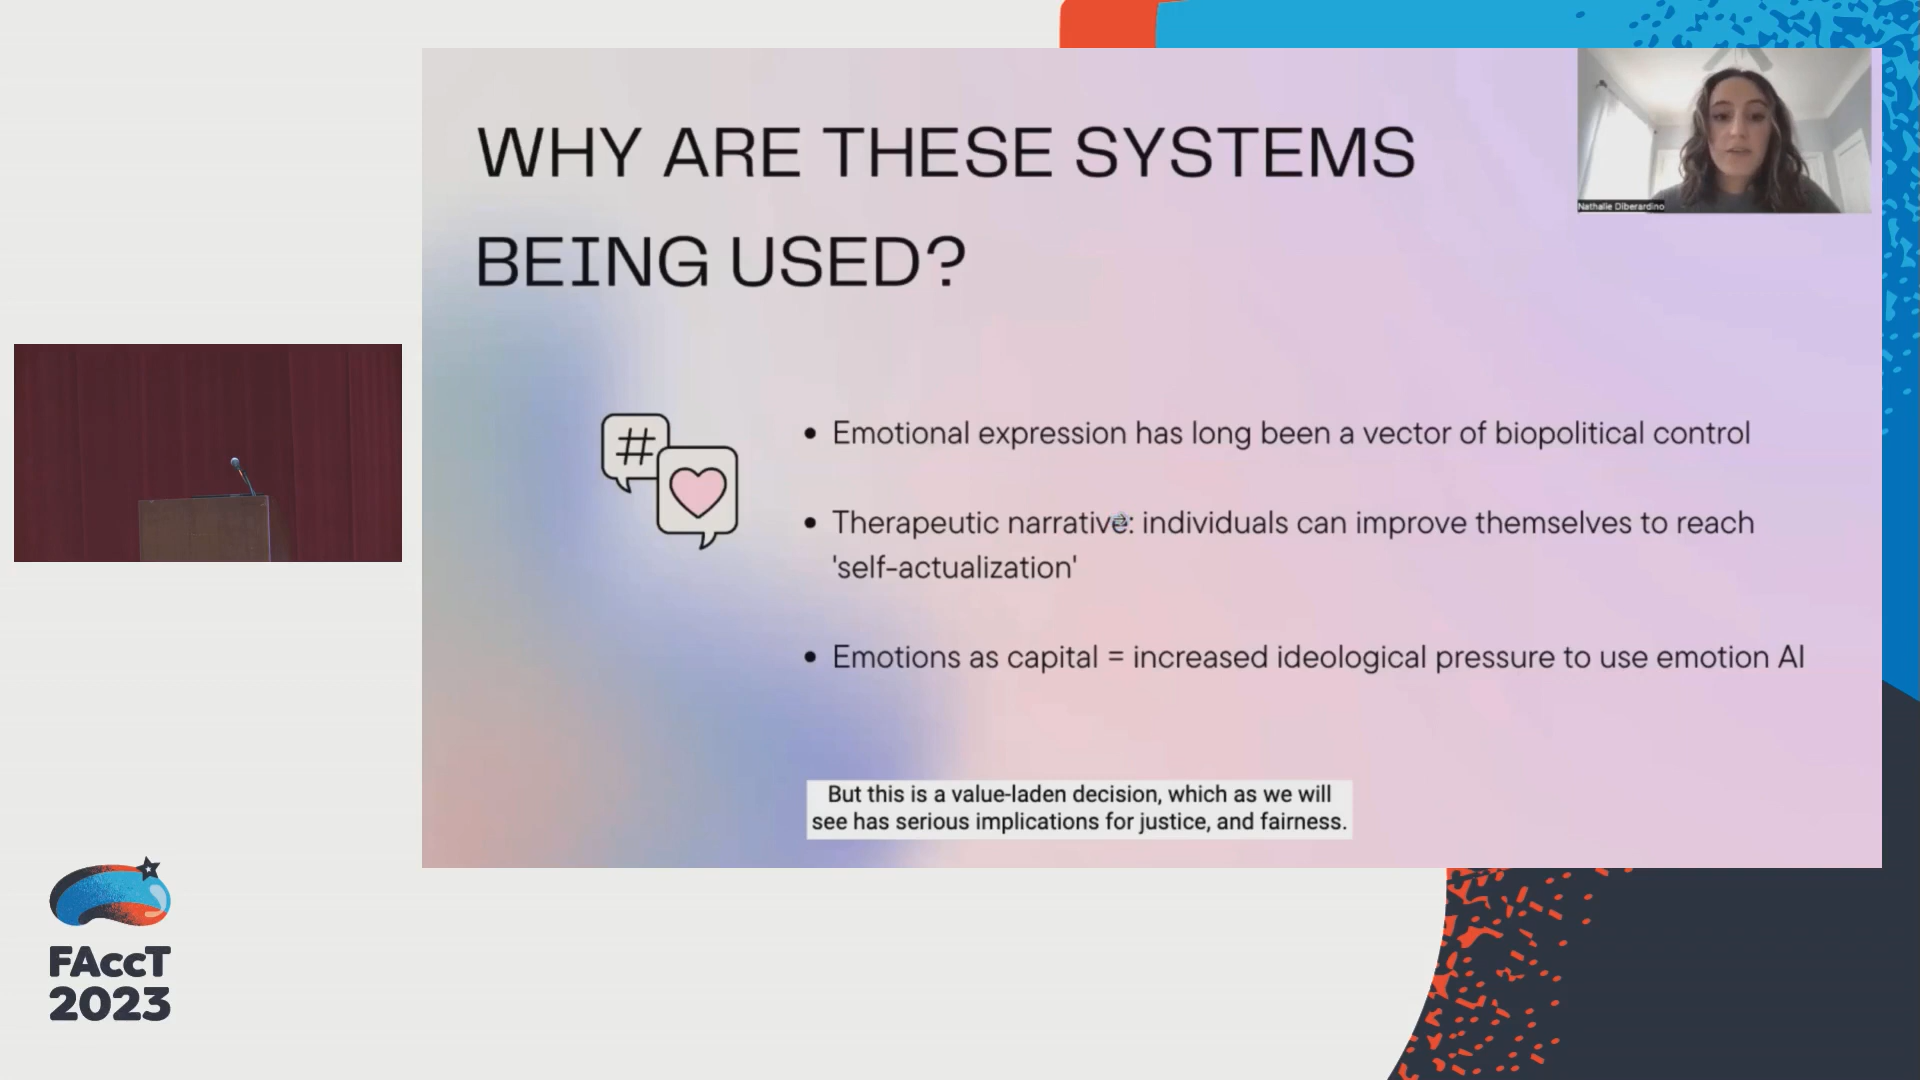 WHY ARE THESE SYSTEMS
BEING USED?
Nathalie Diberardino
#
• Emotional expression has long been a vector of biopolitical control
• Therapeutic narrative: individuals can improve themselves to reach
'self-actualization'
• Emotions as capital = increased ideological pressure to use emotion AI
But this is a value-laden decision, which as we will
see has serious implications for justice, and fairness.
FAccT
2023